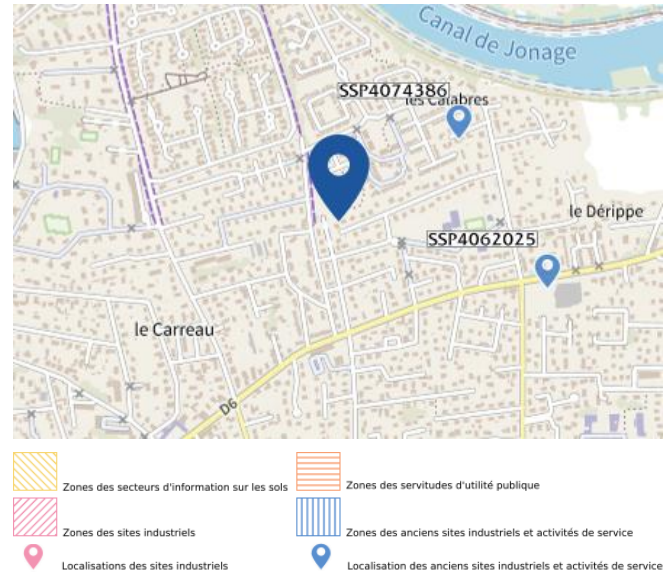 Canal de Jonage
SSP4074386
les Calabres
le Dérippe
SSP4062025
le Carreau
D6
Zones des secteurs d'information sur les sols
Zones des servitudes d'utilité publique
Zones des sites industriels
Zones des anciens sites industriels et activités de service
Localisations des sites industriels
Localisation des anciens sites industriels et activités de service